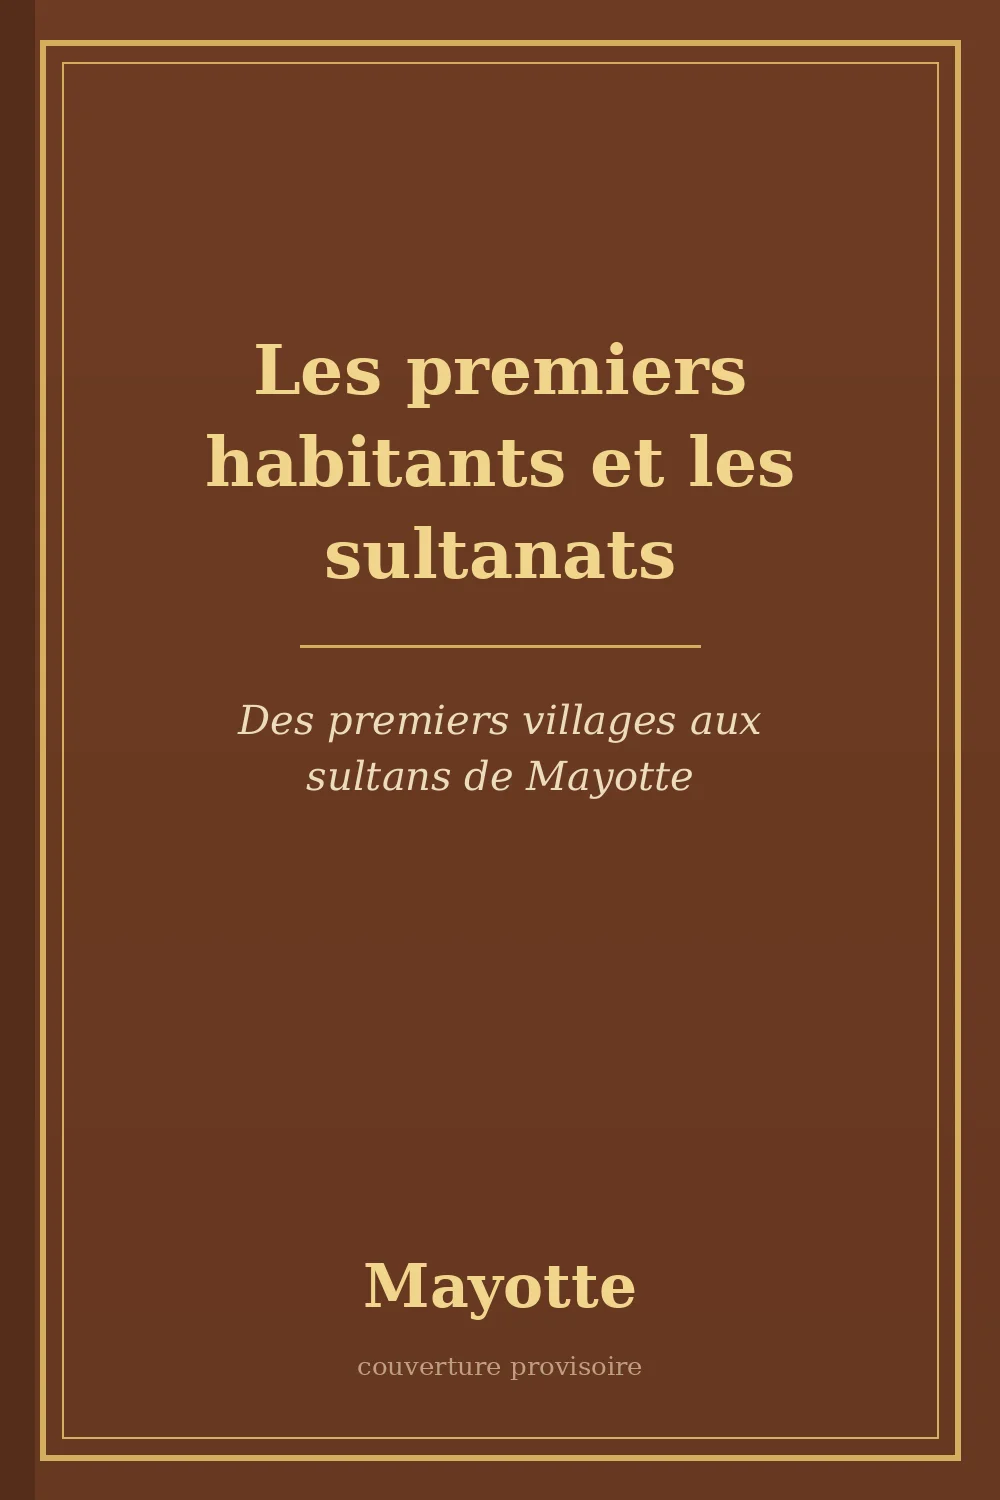 Les premiers
habitants et les
sultanats
Des premiers villages aux
sultans de Mayotte
Mayotte
couverture provisoire